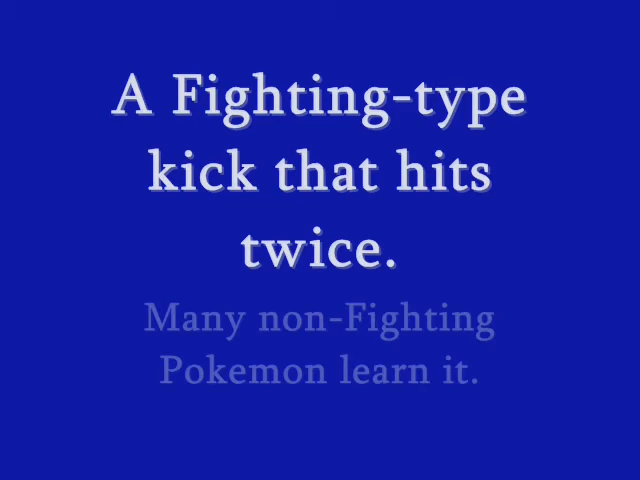 A Fighting-type
kick that hits
twice.
Many non-Fighting
Pokemon learn it.